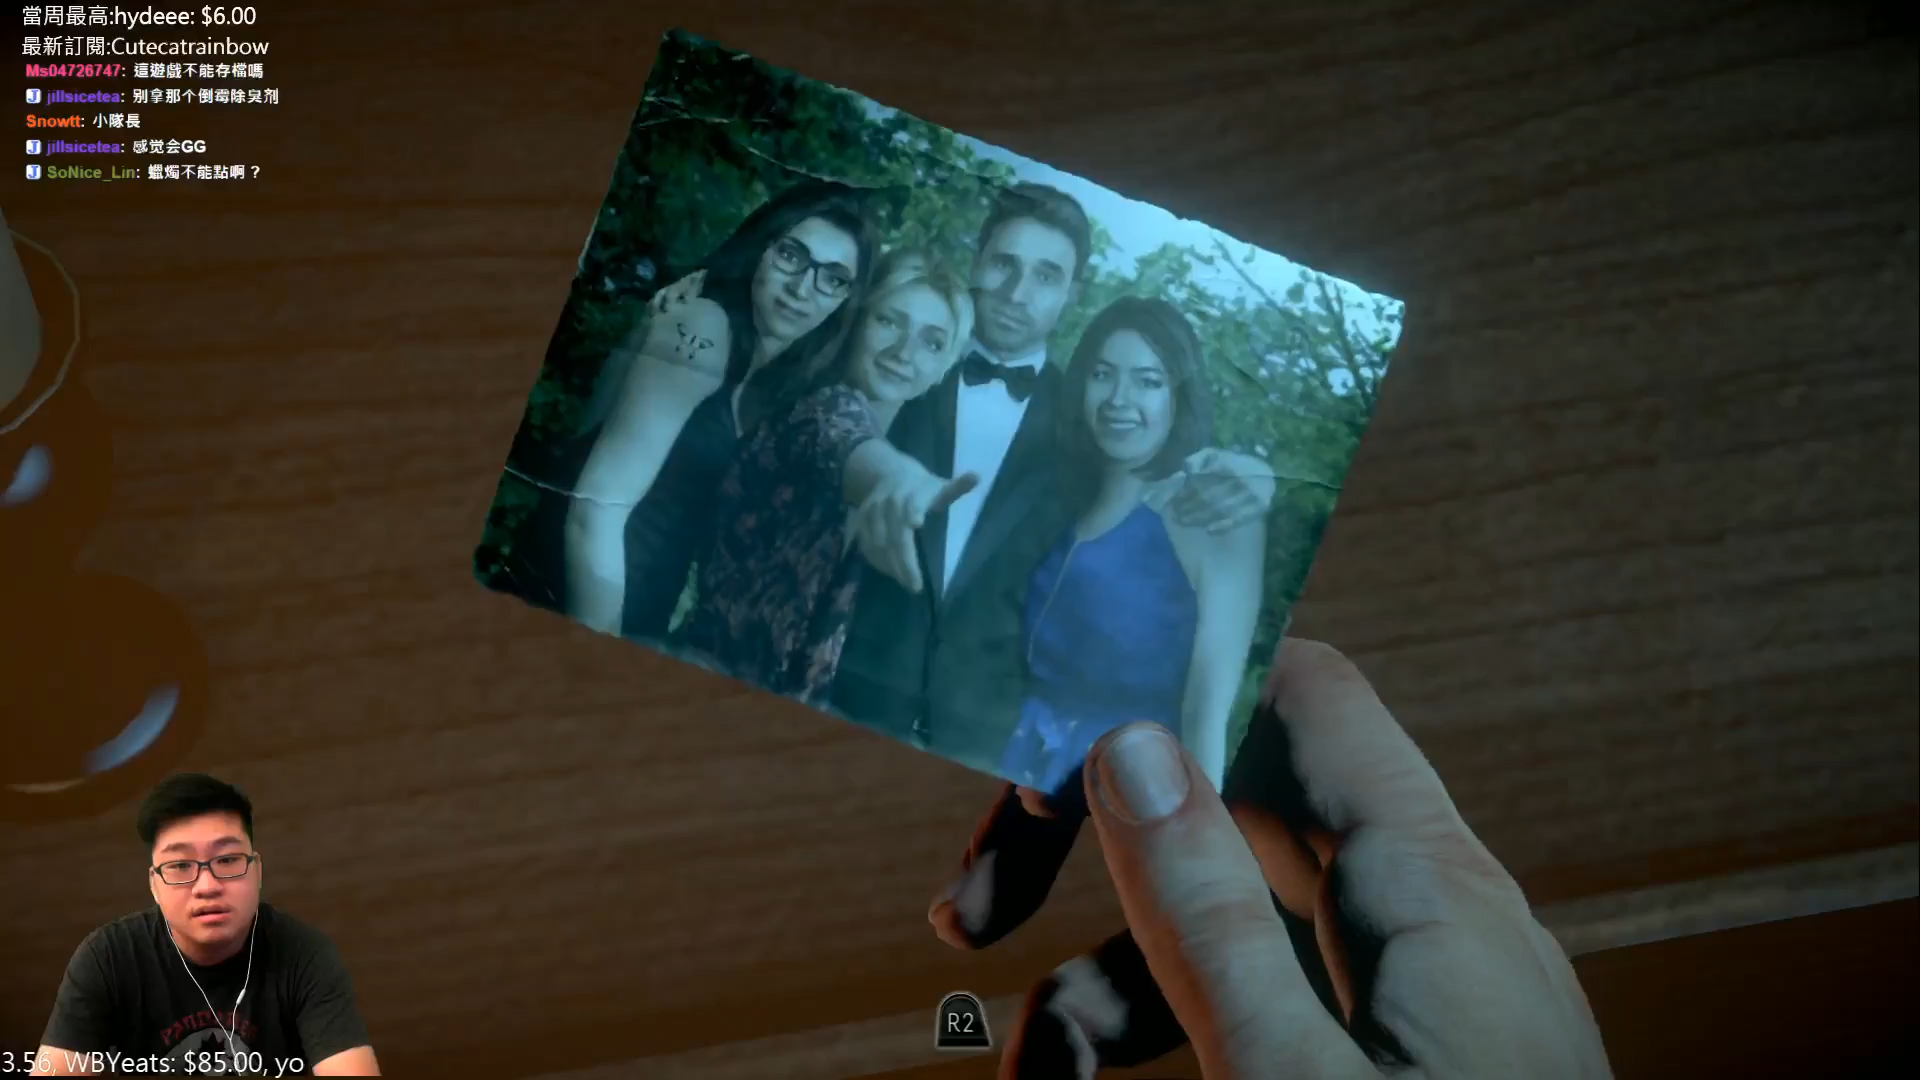 當周最高:hydeee: $6.00
最新訂閱:Cutecatrainbow
Ms04726747: 這遊戲不能存檔嗎
J jillsicetea: 别拿那个倒霉除臭剂
Snowtt: 小隊長
J jillsicetea: 感觉会GG
J SoNice_Lin: 蠟燭不能點啊？
R2
3.56, WBYeats: $85.00, yo